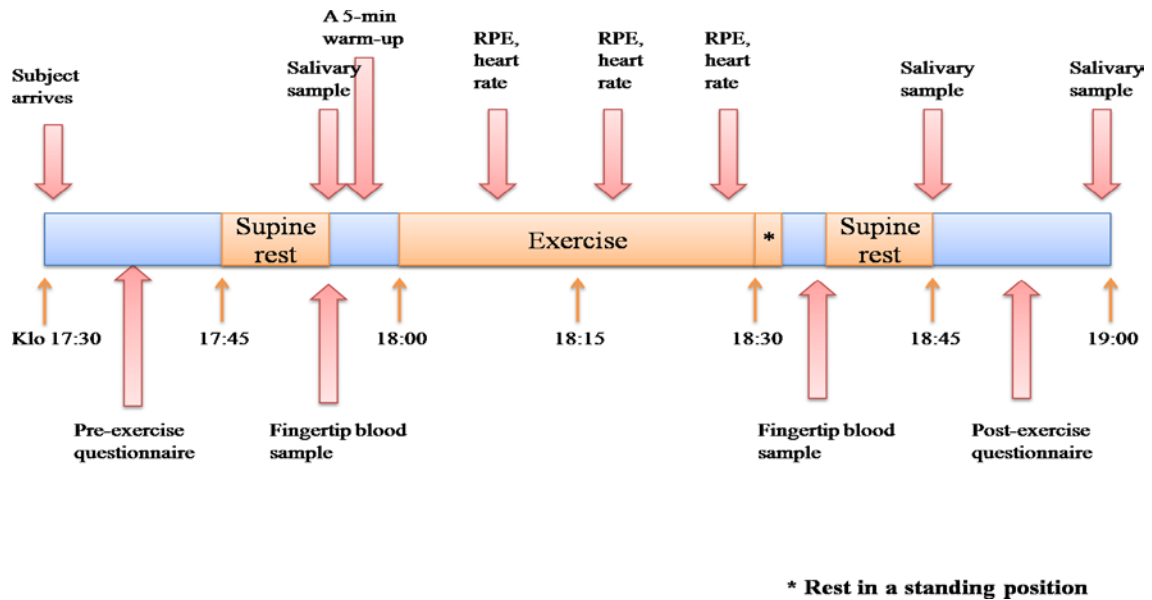 A 5-min
warm-up
Subject
arrives
Salivary
sample
RPE,
heart
rate
RPE,
heart
rate
RPE,
heart
rate
Salivary
sample
Salivary
sample
Supine
rest
Exercise
*
Supine
rest
Klo 17:30
17:45
18:00
18:15
18:30
18:45
19:00
Pre-exercise
questionnaire
Fingertip blood
sample
Fingertip blood
sample
Post-exercise
questionnaire
* Rest in a standing position